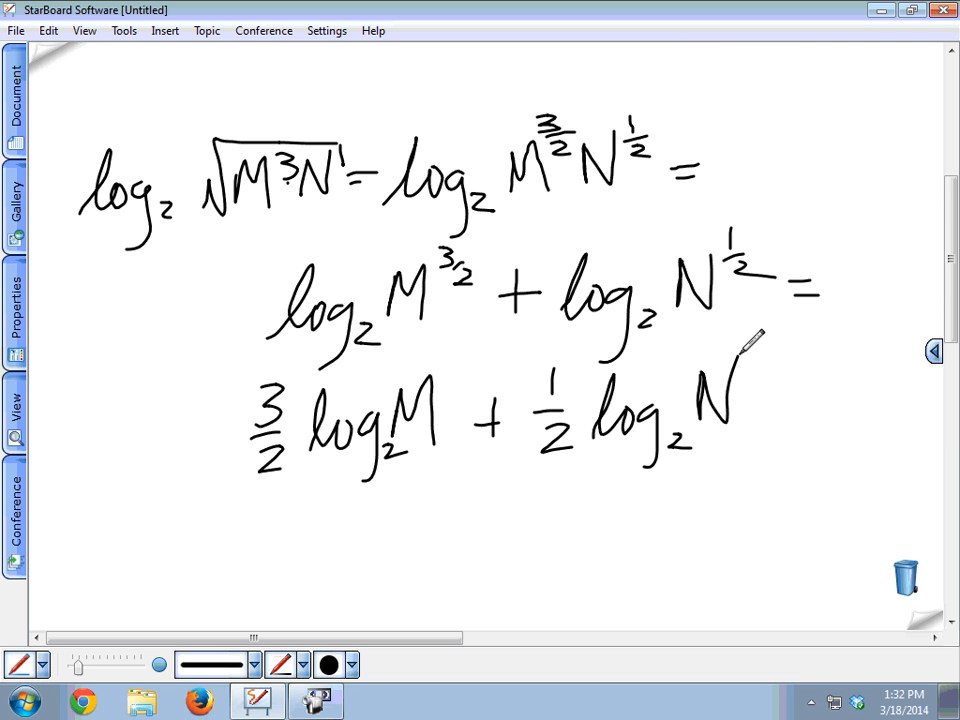 StarBoard Software [Untitled]
File Edit View Tools Insert Topic Conference Settings Help
Document
Gallery
Properties
View
Conference
log₂ √(M³N¹) = log₂ M^(3/2) N^(1/2) =
log₂ M^(3/2) + log₂ N^(1/2) =
3/2 log₂ M + 1/2 log₂ N
1:32 PM
3/18/2014